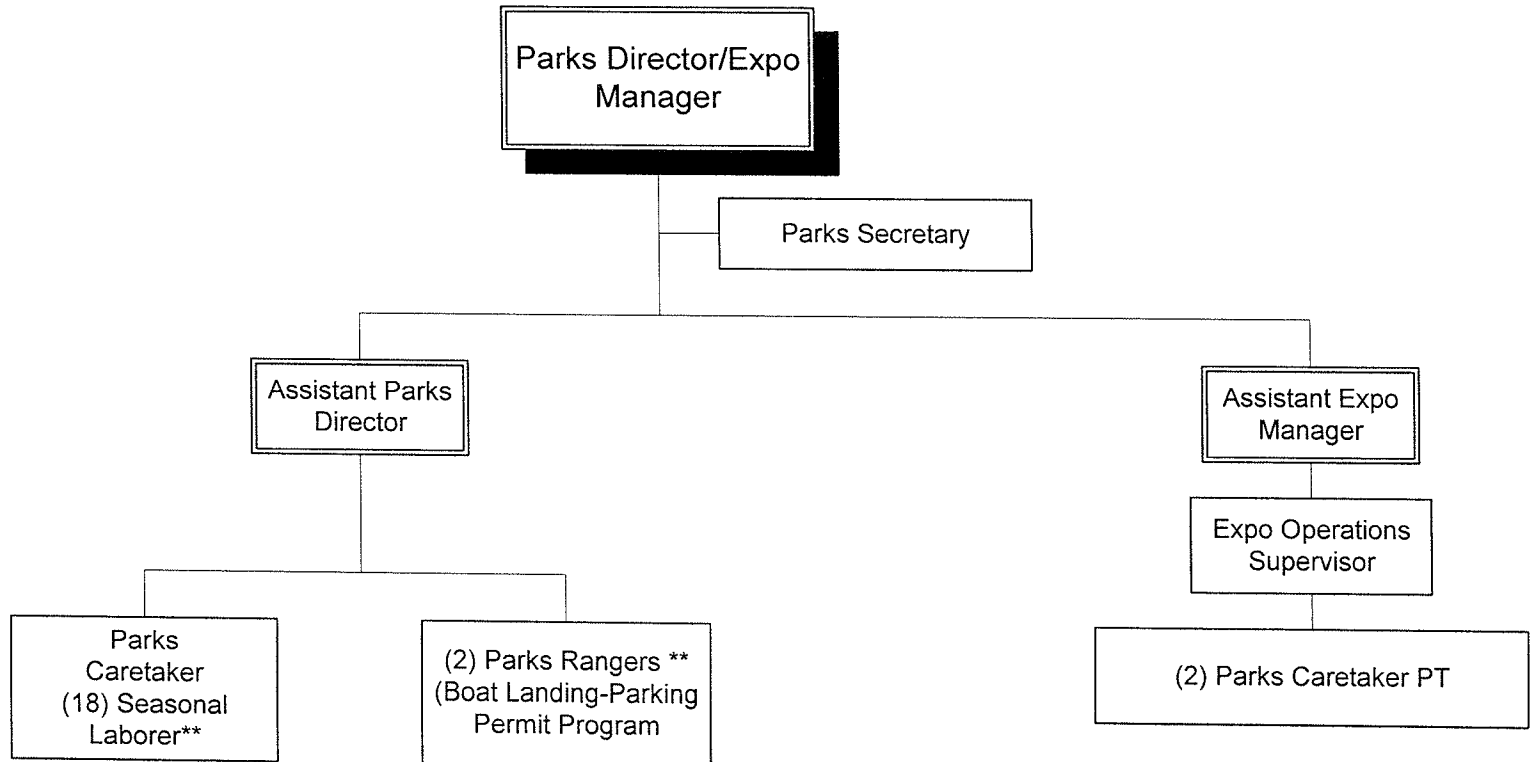 Parks Director/Expo
Manager
Parks Secretary
Assistant Parks
Director
Assistant Expo
Manager
Expo Operations
Supervisor
Parks
Caretaker
(18) Seasonal
Laborer**
(2) Parks Rangers **
(Boat Landing-Parking
Permit Program
(2) Parks Caretaker PT